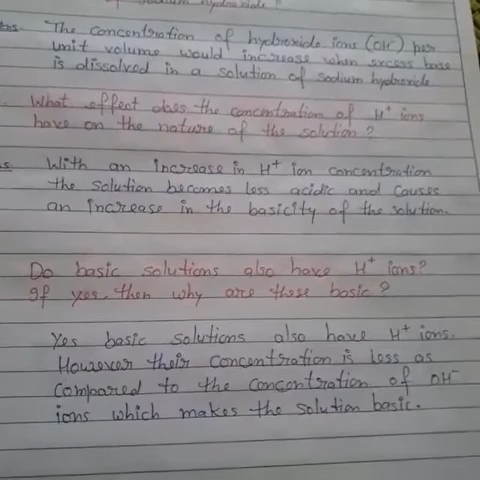 of sodium hydroxide?
Ans. The concentration of hydroxide ions (OH⁻) per
unit volume would increase when excess base
is dissolved in a solution of sodium hydroxide
What effect does the concentration of H⁺ ions
have on the nature of the solution?
With an increase in H⁺ ion concentration
the solution becomes less acidic and causes
an increase in the basicity of the solution.
Do basic solutions also have H⁺ ions?
If yes, then why are these basic?
Yes basic solutions also have H⁺ ions.
However their concentration is less as
compared to the concentration of OH⁻
ions which makes the solution basic.